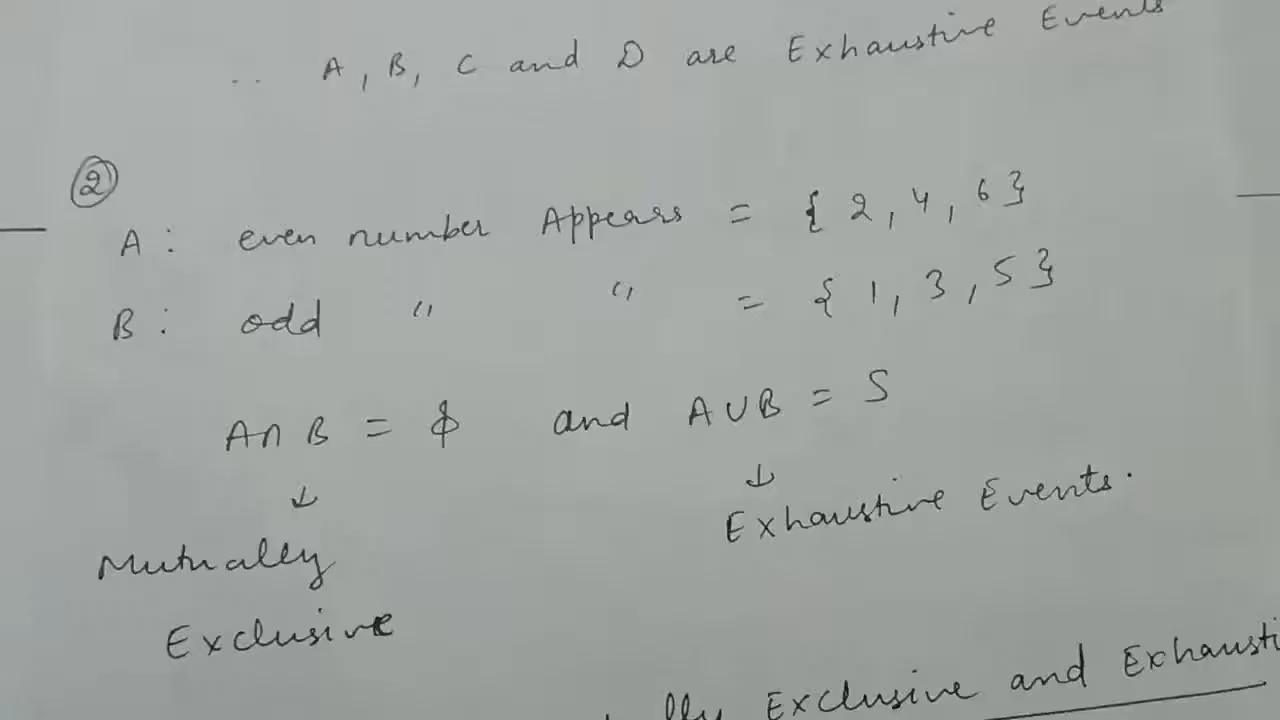 .. A, B, C and D are Exhaustive Events
②
A : even number Appears = { 2, 4, 6 }
B : odd " " = { 1, 3, 5 }
A∩B = ϕ and A∪B = S
↓ ↓
Mutually Exhaustive Events.
Exclusive
Exclusive and